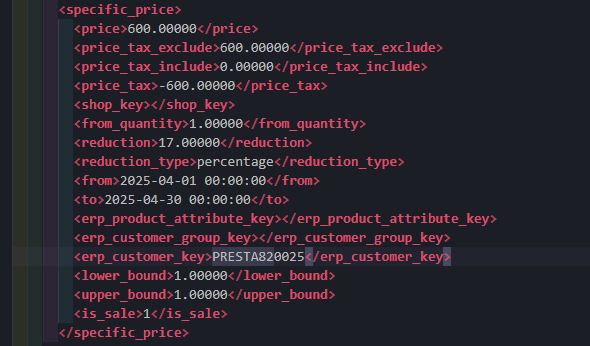 <specific_price>
<price>600.00000</price>
<price_tax_exclude>600.00000</price_tax_exclude>
<price_tax_include>0.00000</price_tax_include>
<price_tax>-600.00000</price_tax>
<shop_key></shop_key>
<from_quantity>1.00000</from_quantity>
<reduction>17.00000</reduction>
<reduction_type>percentage</reduction_type>
<from>2025-04-01 00:00:00</from>
<to>2025-04-30 00:00:00</to>
<erp_product_attribute_key></erp_product_attribute_key>
<erp_customer_group_key></erp_customer_group_key>
<erp_customer_key>PRESTA820025</erp_customer_key>
<lower_bound>1.00000</lower_bound>
<upper_bound>1.00000</upper_bound>
<is_sale>1</is_sale>
</specific_price>